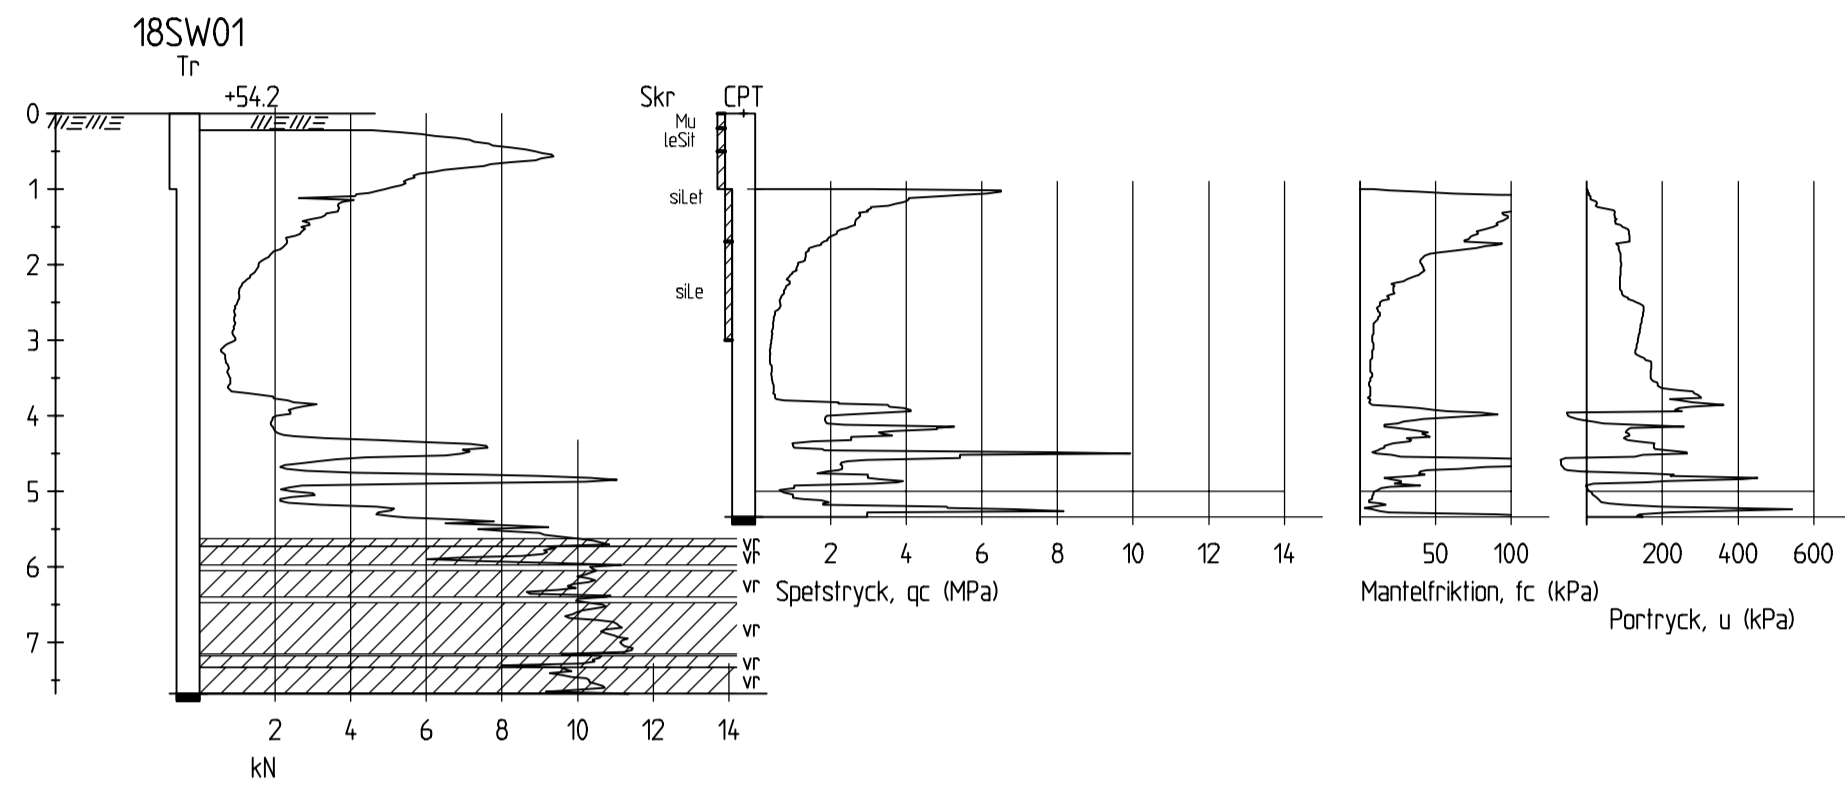 18SW01
Tr
+54.2
Skr CPT
0
Mu
leSit
1
siLet
2
siLe
3
4
5
6
7
vr
vr
vr
vr
vr
vr
2 4 6 8 10 12 14
kN
2 4 6 8 10 12 14
Spetstryck, qc (MPa)
50 100
Mantelfriktion, fc (kPa)
200 400 600
Portryck, u (kPa)